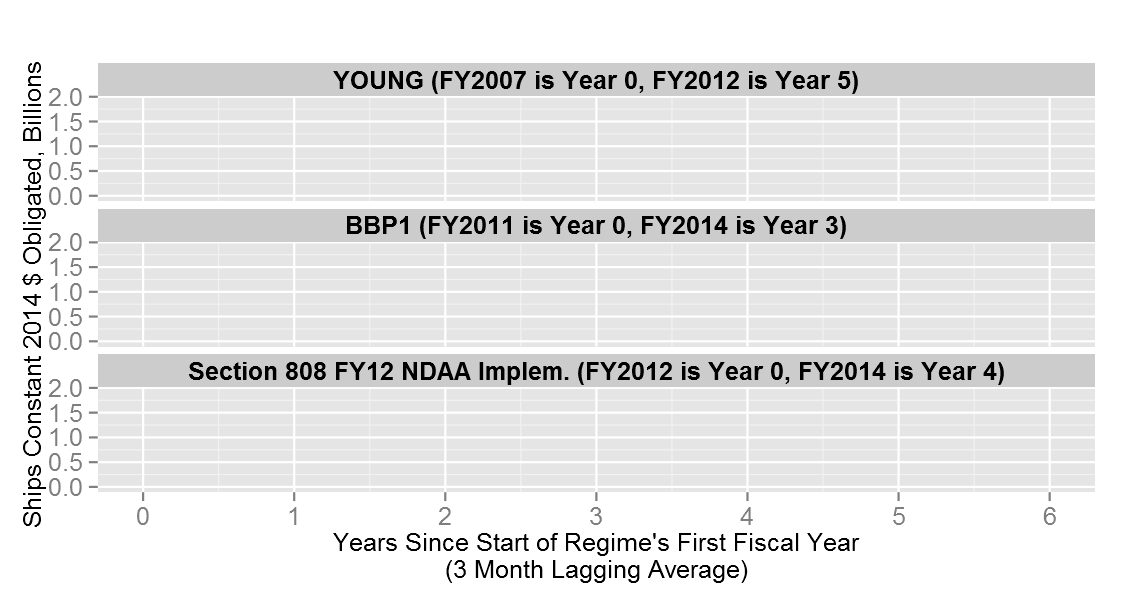 Ships Constant 2014 $ Obligated, Billions
YOUNG (FY2007 is Year 0, FY2012 is Year 5)
2.0
1.5
1.0
0.5
0.0
BBP1 (FY2011 is Year 0, FY2014 is Year 3)
2.0
1.5
1.0
0.5
0.0
Section 808 FY12 NDAA Implem. (FY2012 is Year 0, FY2014 is Year 4)
2.0
1.5
1.0
0.5
0.0
0 1 2 3 4 5 6
Years Since Start of Regime's First Fiscal Year
(3 Month Lagging Average)